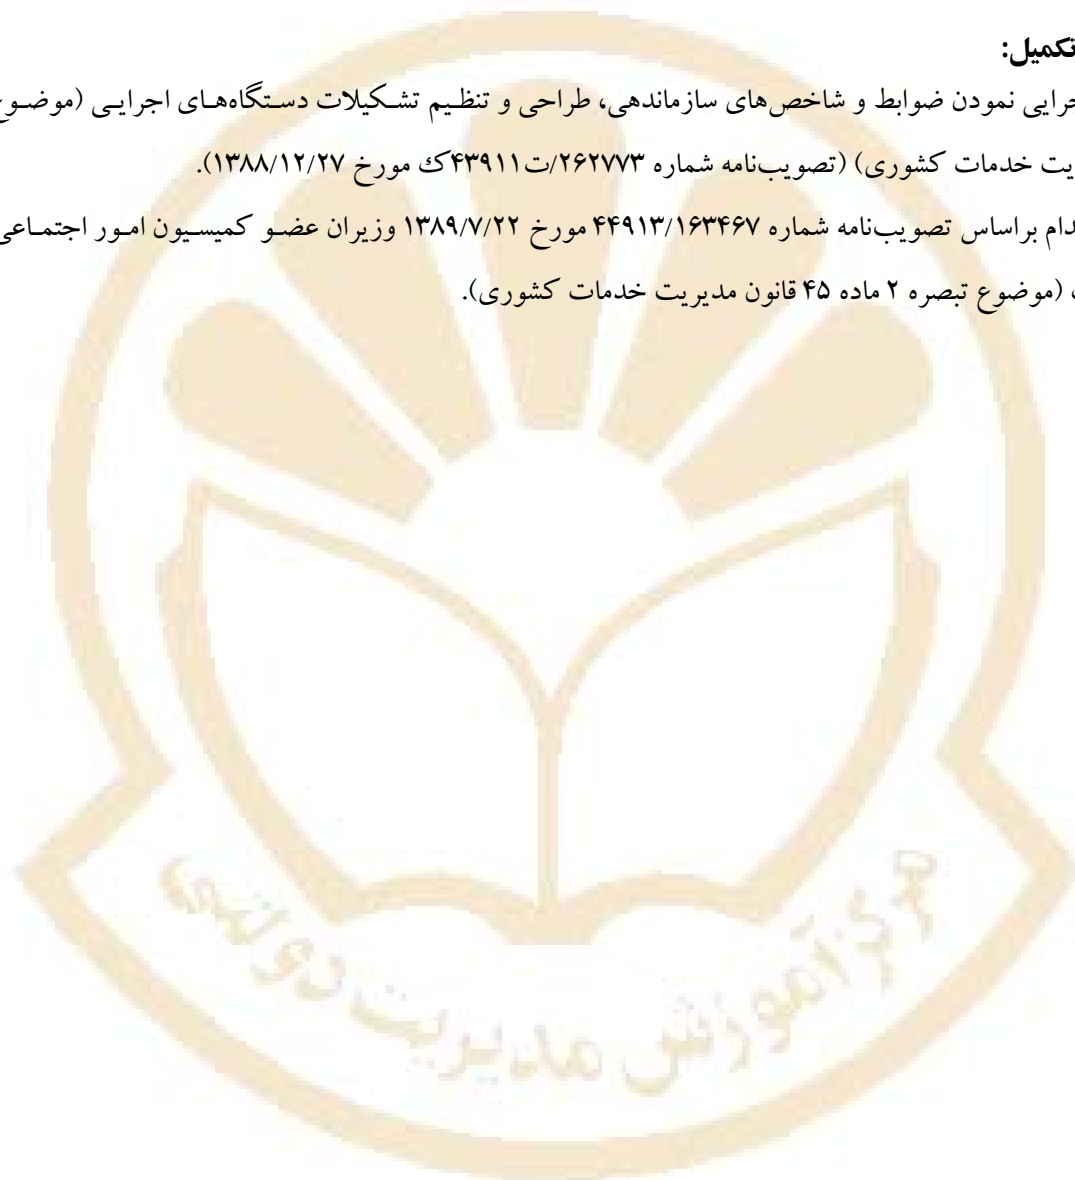 تکمیل:
جرایی نمودن ضوابط و شاخص‌های سازماندهی، طراحی و تنظیم تشکیلات دستگاه‌های اجرایی (موضوع
یت خدمات کشوری) (تصویب‌نامه شماره ۲۶۲۷۷۳/ت۴۳۹۱۱ک مورخ ۱۳۸۸/۱۲/۲۷).
دام براساس تصویب‌نامه شماره ۴۴۹۱۳/۱۶۳۴۶۷ مورخ ۱۳۸۹/۷/۲۲ وزیران عضو کمیسیون امور اجتماعی
(موضوع تبصره ۲ ماده ۴۵ قانون مدیریت خدمات کشوری).
مرکز آموزش مدیریت دولتی